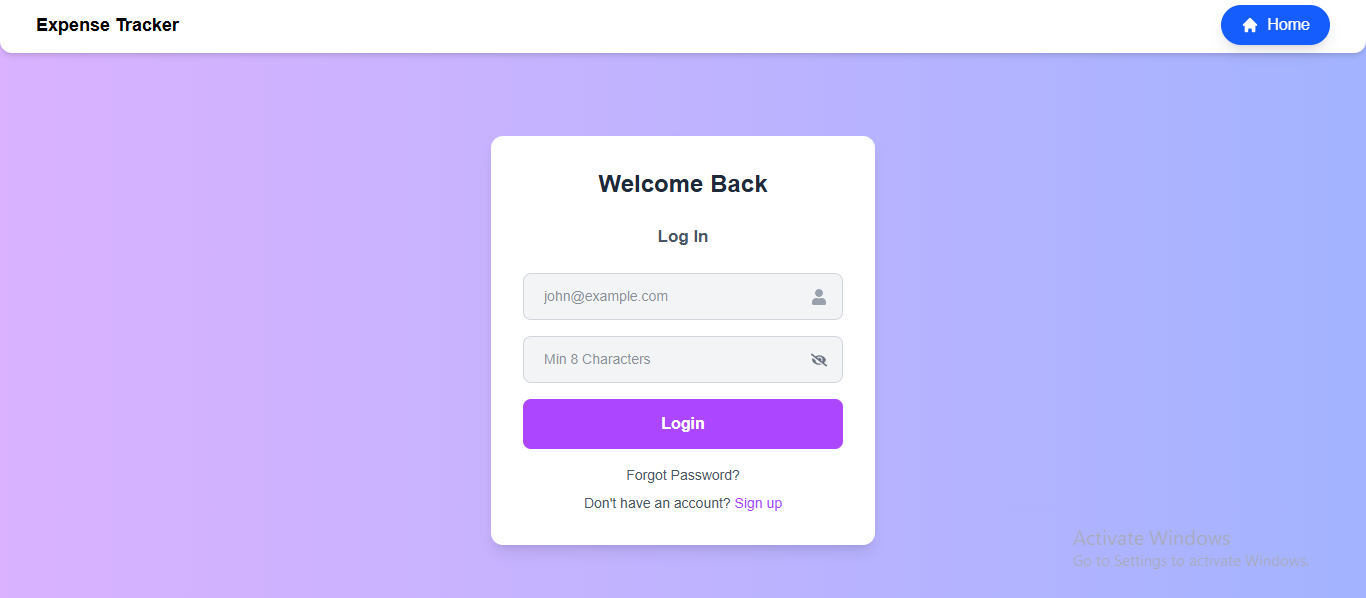 Expense Tracker
Home
Welcome Back
Log In
john@example.com
Min 8 Characters
Login
Forgot Password?
Don't have an account? Sign up
Activate Windows
Go to Settings to activate Windows.